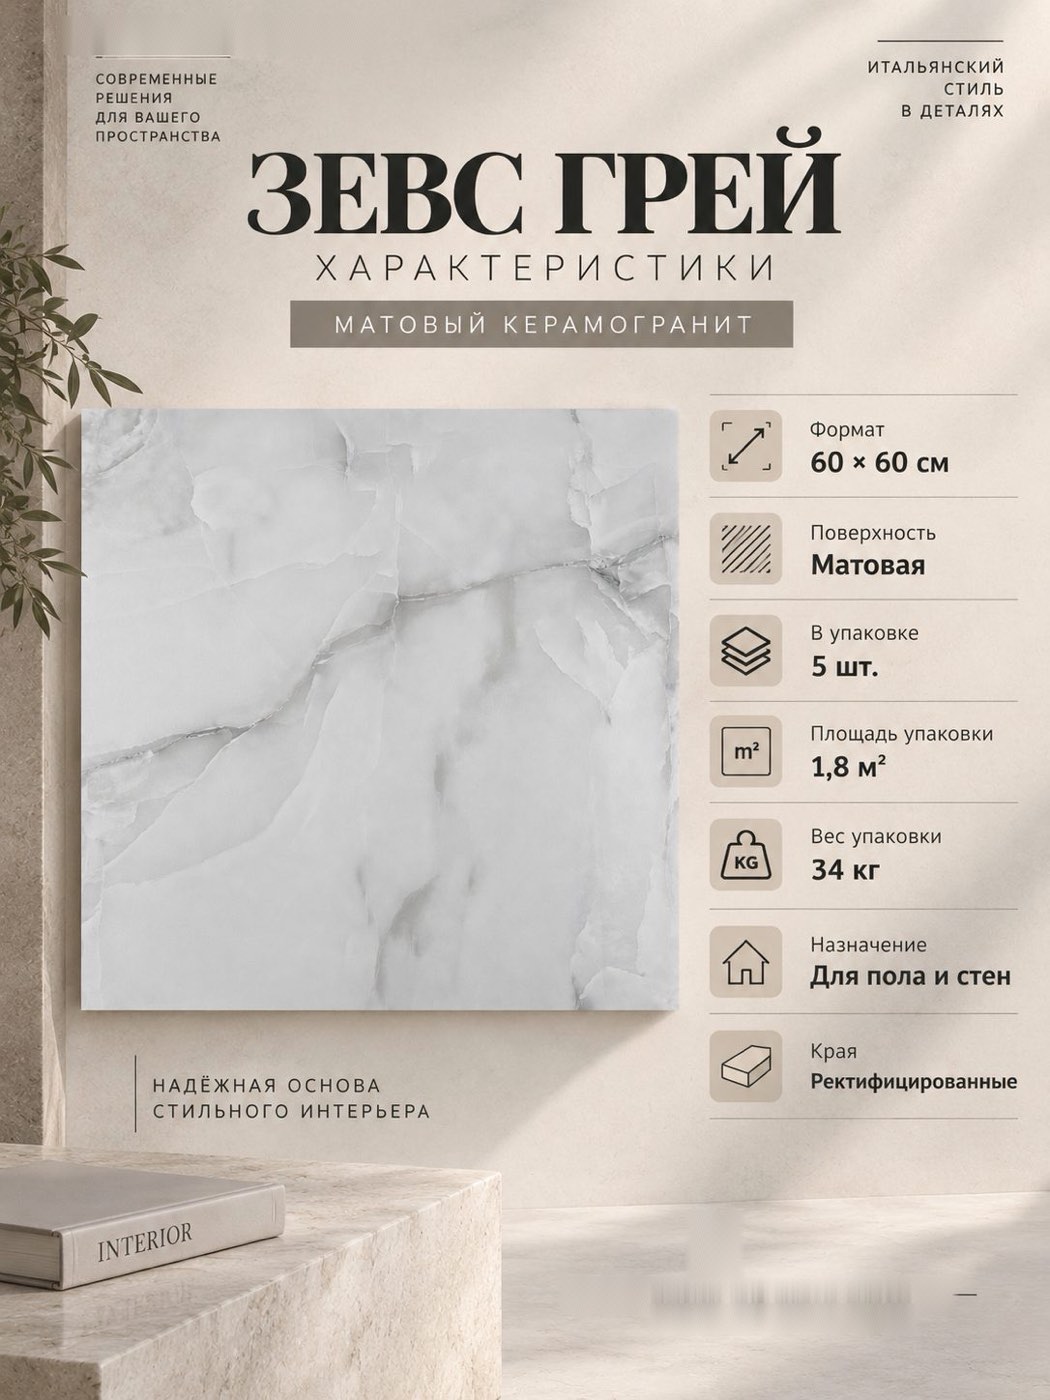 СОВРЕМЕННЫЕ
РЕШЕНИЯ
ДЛЯ ВАШЕГО
ПРОСТРАНСТВА
ИТАЛЬЯНСКИЙ
СТИЛЬ
В ДЕТАЛЯХ
ЗЕВС ГРЕЙ
ХАРАКТЕРИСТИКИ
МАТОВЫЙ КЕРАМОГРАНИТ
Формат
60 × 60 см
Поверхность
Матовая
В упаковке
5 шт.
m²
Площадь упаковки
1,8 м²
KG
Вес упаковки
34 кг
Назначение
Для пола и стен
Края
Ректифицированные
НАДЁЖНАЯ ОСНОВА
СТИЛЬНОГО ИНТЕРЬЕРА
INTERIOR